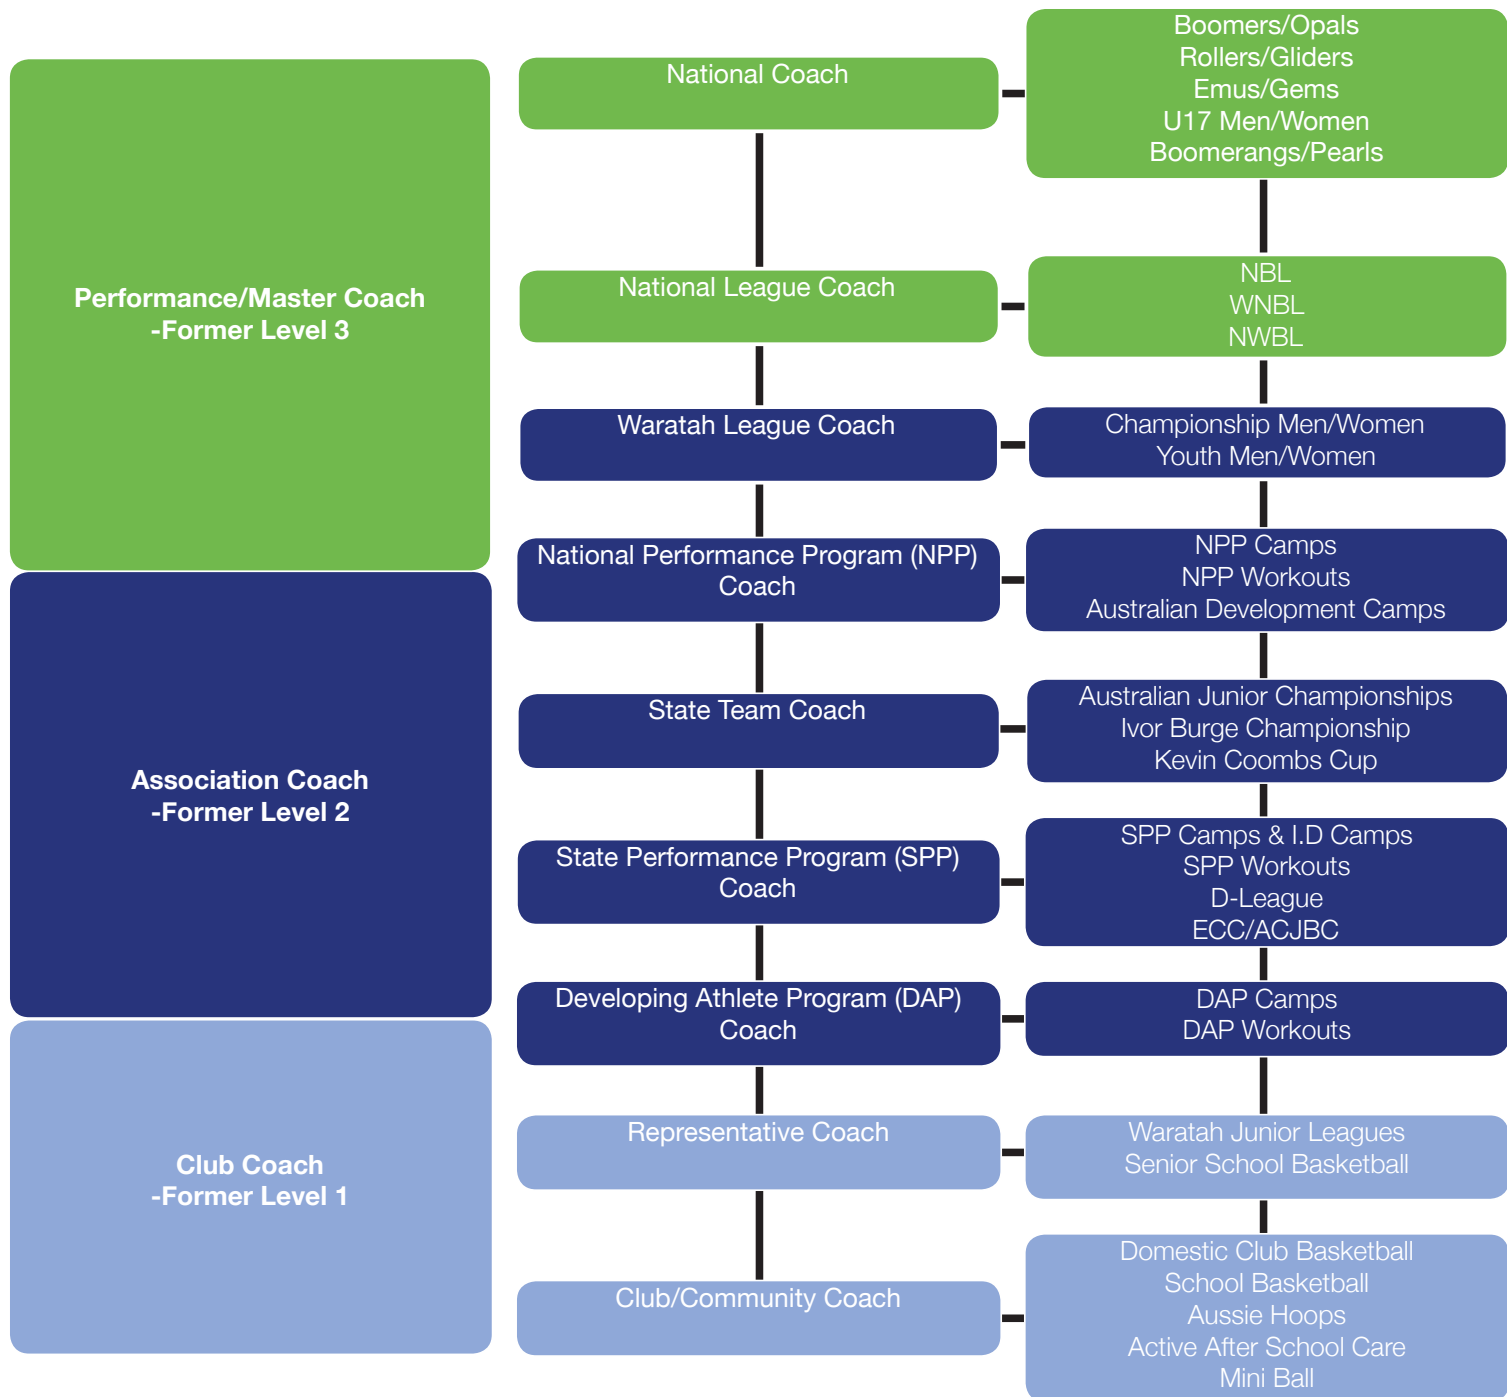 Performance/Master Coach
-Former Level 3
Association Coach
-Former Level 2
Club Coach
-Former Level 1
National Coach
Boomers/Opals
Rollers/Gliders
Emus/Gems
U17 Men/Women
Boomerangs/Pearls
National League Coach
NBL
WNBL
NWBL
Waratah League Coach
Championship Men/Women
Youth Men/Women
National Performance Program (NPP)
Coach
NPP Camps
NPP Workouts
Australian Development Camps
State Team Coach
Australian Junior Championships
Ivor Burge Championship
Kevin Coombs Cup
State Performance Program (SPP)
Coach
SPP Camps & I.D Camps
SPP Workouts
D-League
ECC/ACJBC
Developing Athlete Program (DAP)
Coach
DAP Camps
DAP Workouts
Representative Coach
Waratah Junior Leagues
Senior School Basketball
Club/Community Coach
Domestic Club Basketball
School Basketball
Aussie Hoops
Active After School Care
Mini Ball